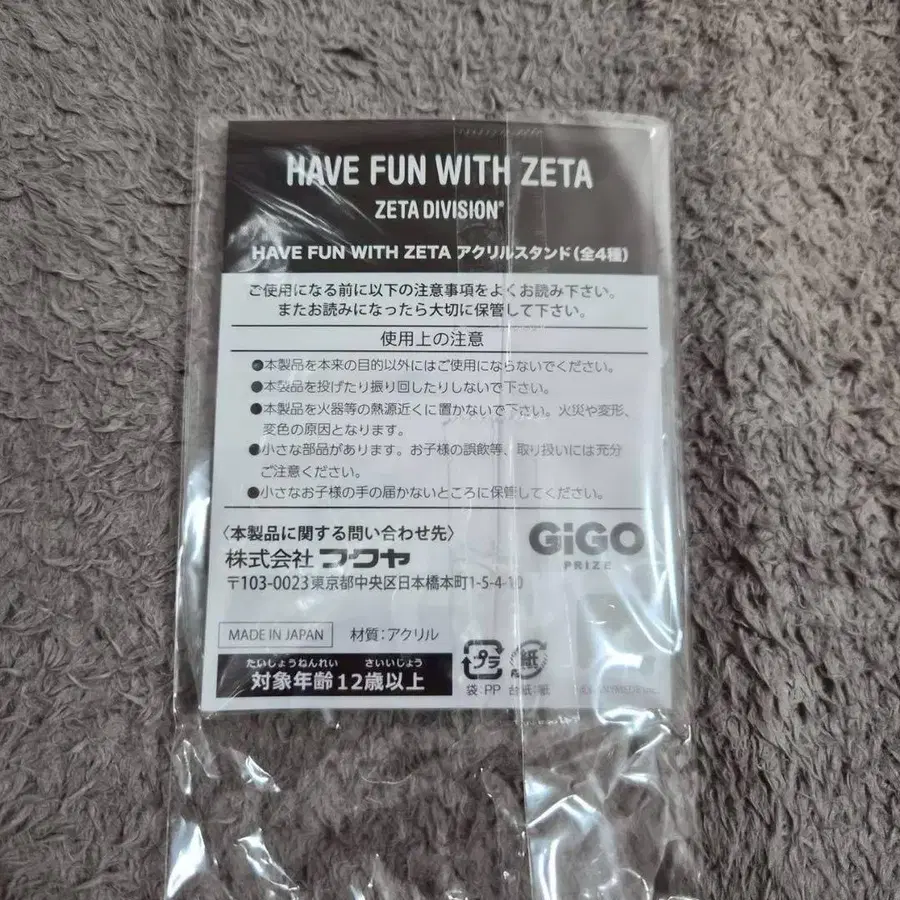 HAVE FUN WITH ZETA
ZETA DIVISION®
HAVE FUN WITH ZETA アクリルスタンド(全4種)
ご使用になる前に以下の注意事項をよくお読み下さい。
またお読みになったら大切に保管して下さい。
使用上の注意
●本製品を本来の目的以外にはご使用にならないでください。
●本製品を投げたり振り回したりしないで下さい。
●本製品を火器等の熱源近くに置かないで下さい。火災や変形、
変色の原因となります。
●小さな部品があります。お子様の誤飲等、取り扱いには充分
ご注意ください。
●小さなお子様の手の届かないところに保管してください。
〈本製品に関する問い合わせ先〉
株式会社フクヤ
〒103-0023東京都中央区日本橋本町1-5-4-10
GiGO
PRIZE
MADE IN JAPAN
材質:アクリル
たいしょうねんれい さいいじょう
対象年齢12歳以上
プラ
紙
袋:PP
台紙:紙